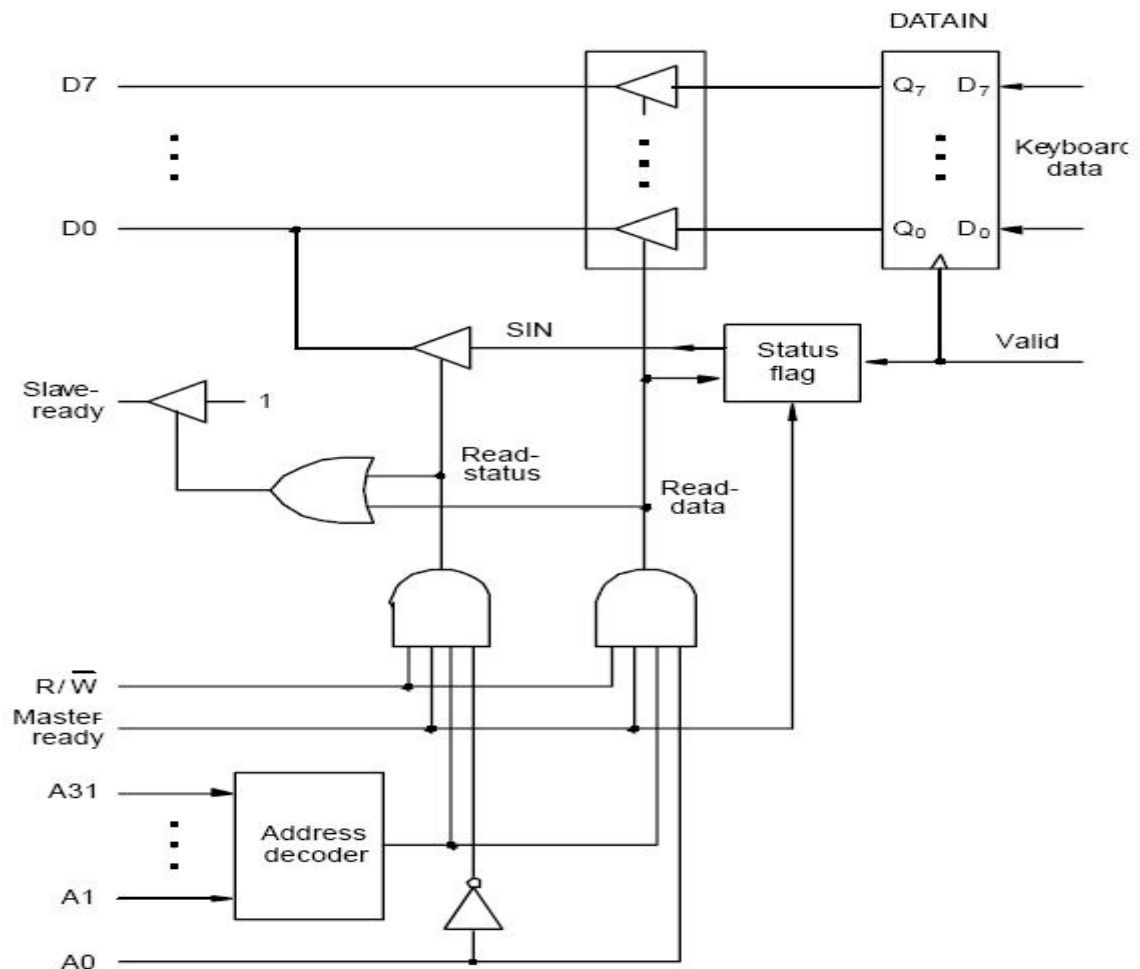 DATAIN
D7
Q7 D7
Keyboard
data
D0
Q0 D0
SIN
Status
flag
Valid
Slave-
ready
1
Read-
status
Read-
data
R/W̅
Master-
ready
A31
Address
decoder
A1
A0